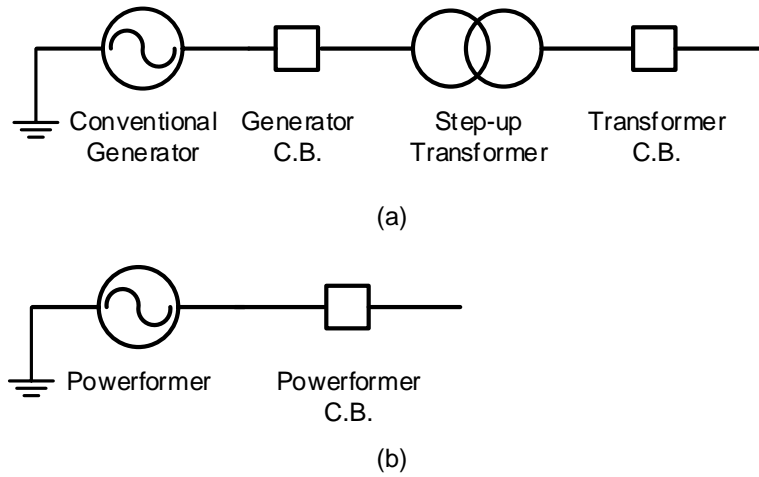 Conventional Generator Step-up Transformer
Generator C.B. Transformer C.B.
(a)
Powerformer Powerformer
C.B.
(b)